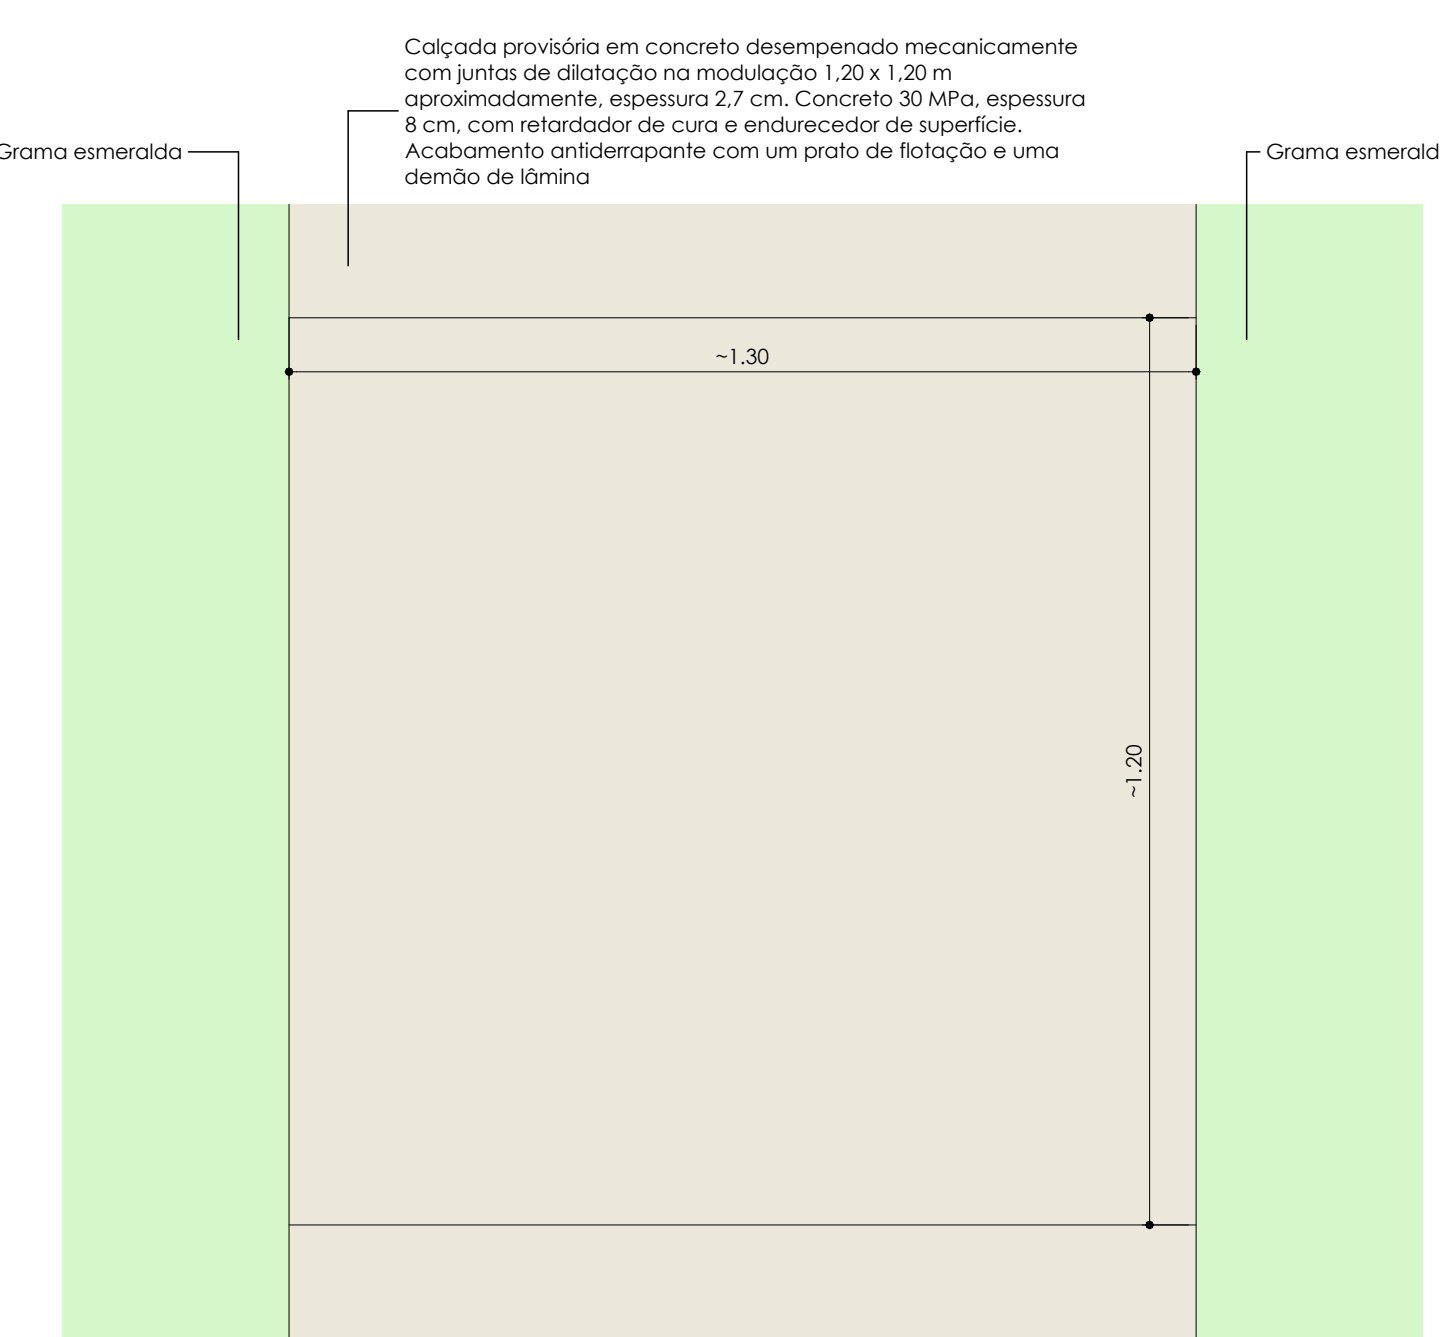 Calçada provisória em concreto desempenado mecanicamente
com juntas de dilatação na modulação 1,20 x 1,20 m
aproximadamente, espessura 2,7 cm. Concreto 30 MPa, espessura
8 cm, com retardador de cura e endurecedor de superfície.
Acabamento antiderrapante com um prato de flotação e uma
demão de lâmina
Grama esmeralda
Grama esmerald
~1.30
~1.20